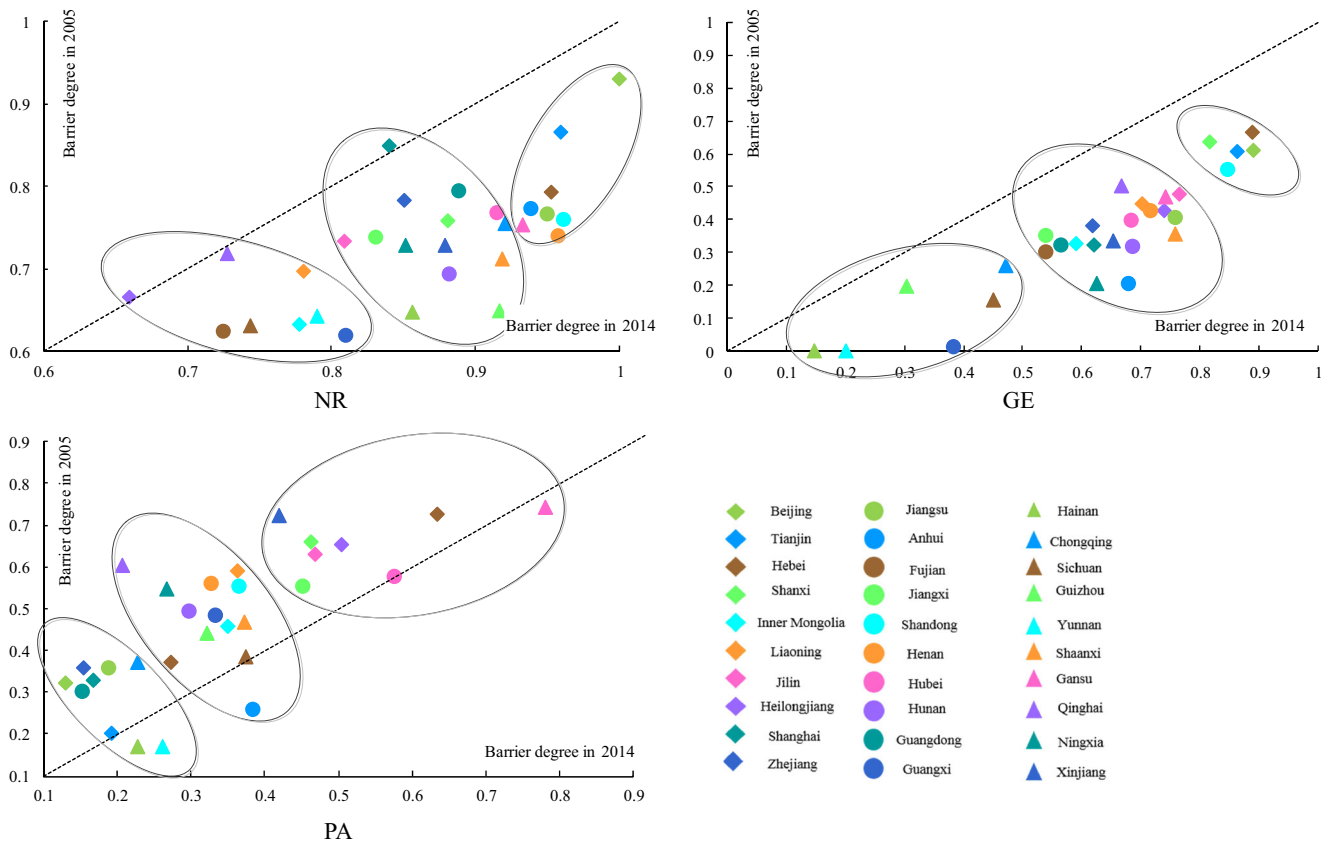 Barrier degree in 2005
1
0.9
0.8
0.7
0.6
0.6
0.7
0.8
0.9
1
Barrier degree in 2014
NR
Barrier degree in 2005
1
0.9
0.8
0.7
0.6
0.5
0.4
0.3
0.2
0.1
0
0
0.1
0.2
0.3
0.4
0.5
0.6
0.7
0.8
0.9
1
Barrier degree in 2014
GE
Barrier degree in 2005
0.9
0.8
0.7
0.6
0.5
0.4
0.3
0.2
0.1
0.1
0.2
0.3
0.4
0.5
0.6
0.7
0.8
0.9
Barrier degree in 2014
PA
Beijing
Tianjin
Hebei
Shanxi
Inner Mongolia
Liaoning
Jilin
Heilongjiang
Shanghai
Zhejiang
Jiangsu
Anhui
Fujian
Jiangxi
Shandong
Henan
Hubei
Hunan
Guangdong
Guangxi
Hainan
Chongqing
Sichuan
Guizhou
Yunnan
Shaanxi
Gansu
Qinghai
Ningxia
Xinjiang